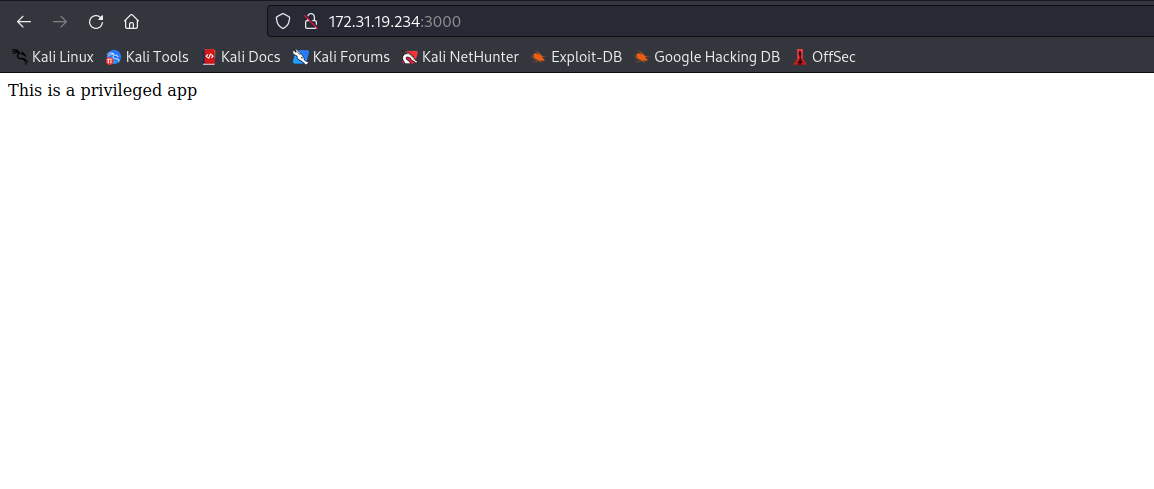 172.31.19.234:3000
Kali Linux Kali Tools Kali Docs Kali Forums Kali NetHunter Exploit-DB Google Hacking DB OffSec
This is a privileged app